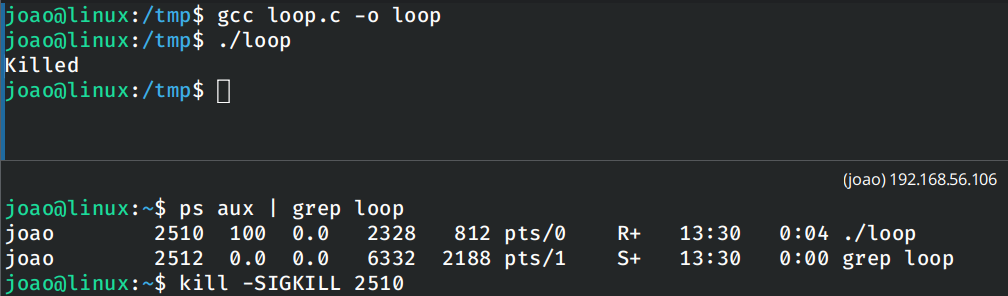 joao@linux:/tmp$ gcc loop.c -o loop
joao@linux:/tmp$ ./loop
Killed
joao@linux:/tmp$
(joao) 192.168.56.106
joao@linux:~$ ps aux | grep loop
joao 2510 100 0.0 2328 812 pts/0 R+ 13:30 0:04 ./loop
joao 2512 0.0 0.0 6332 2188 pts/1 S+ 13:30 0:00 grep loop
joao@linux:~$ kill -SIGKILL 2510